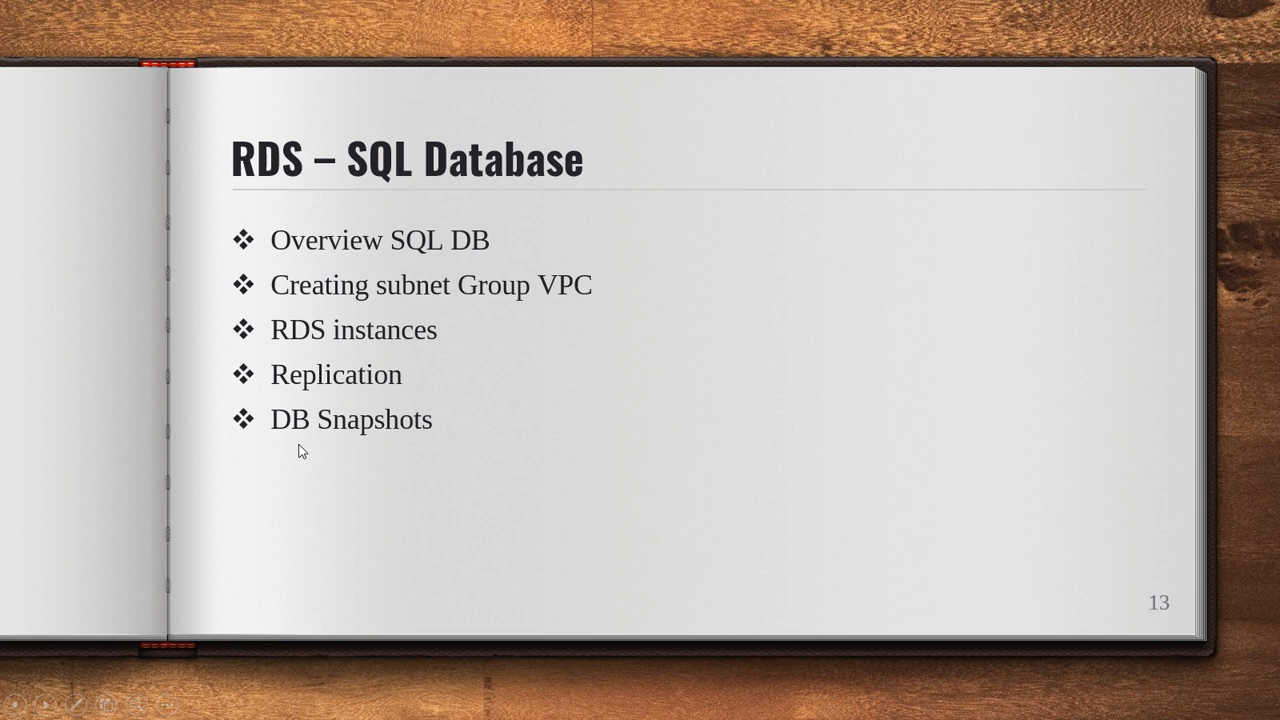 RDS – SQL Database
❖ Overview SQL DB
❖ Creating subnet Group VPC
❖ RDS instances
❖ Replication
❖ DB Snapshots
13